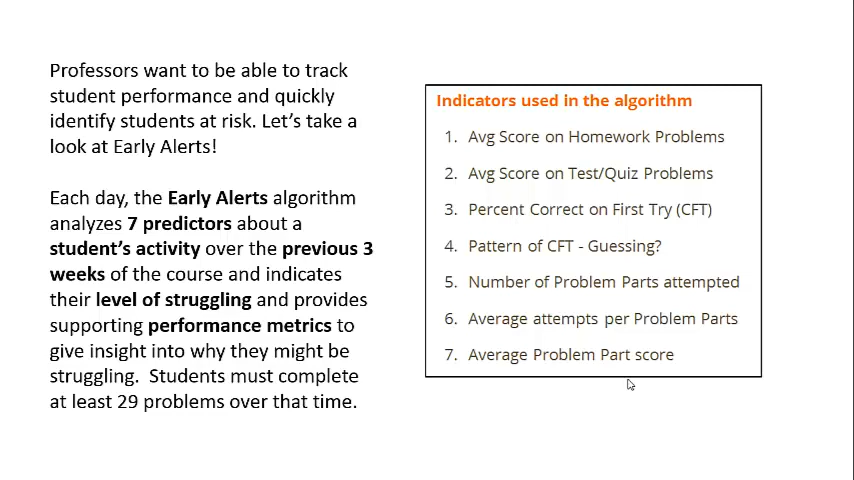 Professors want to be able to track
student performance and quickly
identify students at risk. Let's take a
look at Early Alerts!
Each day, the Early Alerts algorithm
analyzes 7 predictors about a
student's activity over the previous 3
weeks of the course and indicates
their level of struggling and provides
supporting performance metrics to
give insight into why they might be
struggling.  Students must complete
at least 29 problems over that time.
Indicators used in the algorithm
1. Avg Score on Homework Problems
2. Avg Score on Test/Quiz Problems
3. Percent Correct on First Try (CFT)
4. Pattern of CFT - Guessing?
5. Number of Problem Parts attempted
6. Average attempts per Problem Parts
7. Average Problem Part score